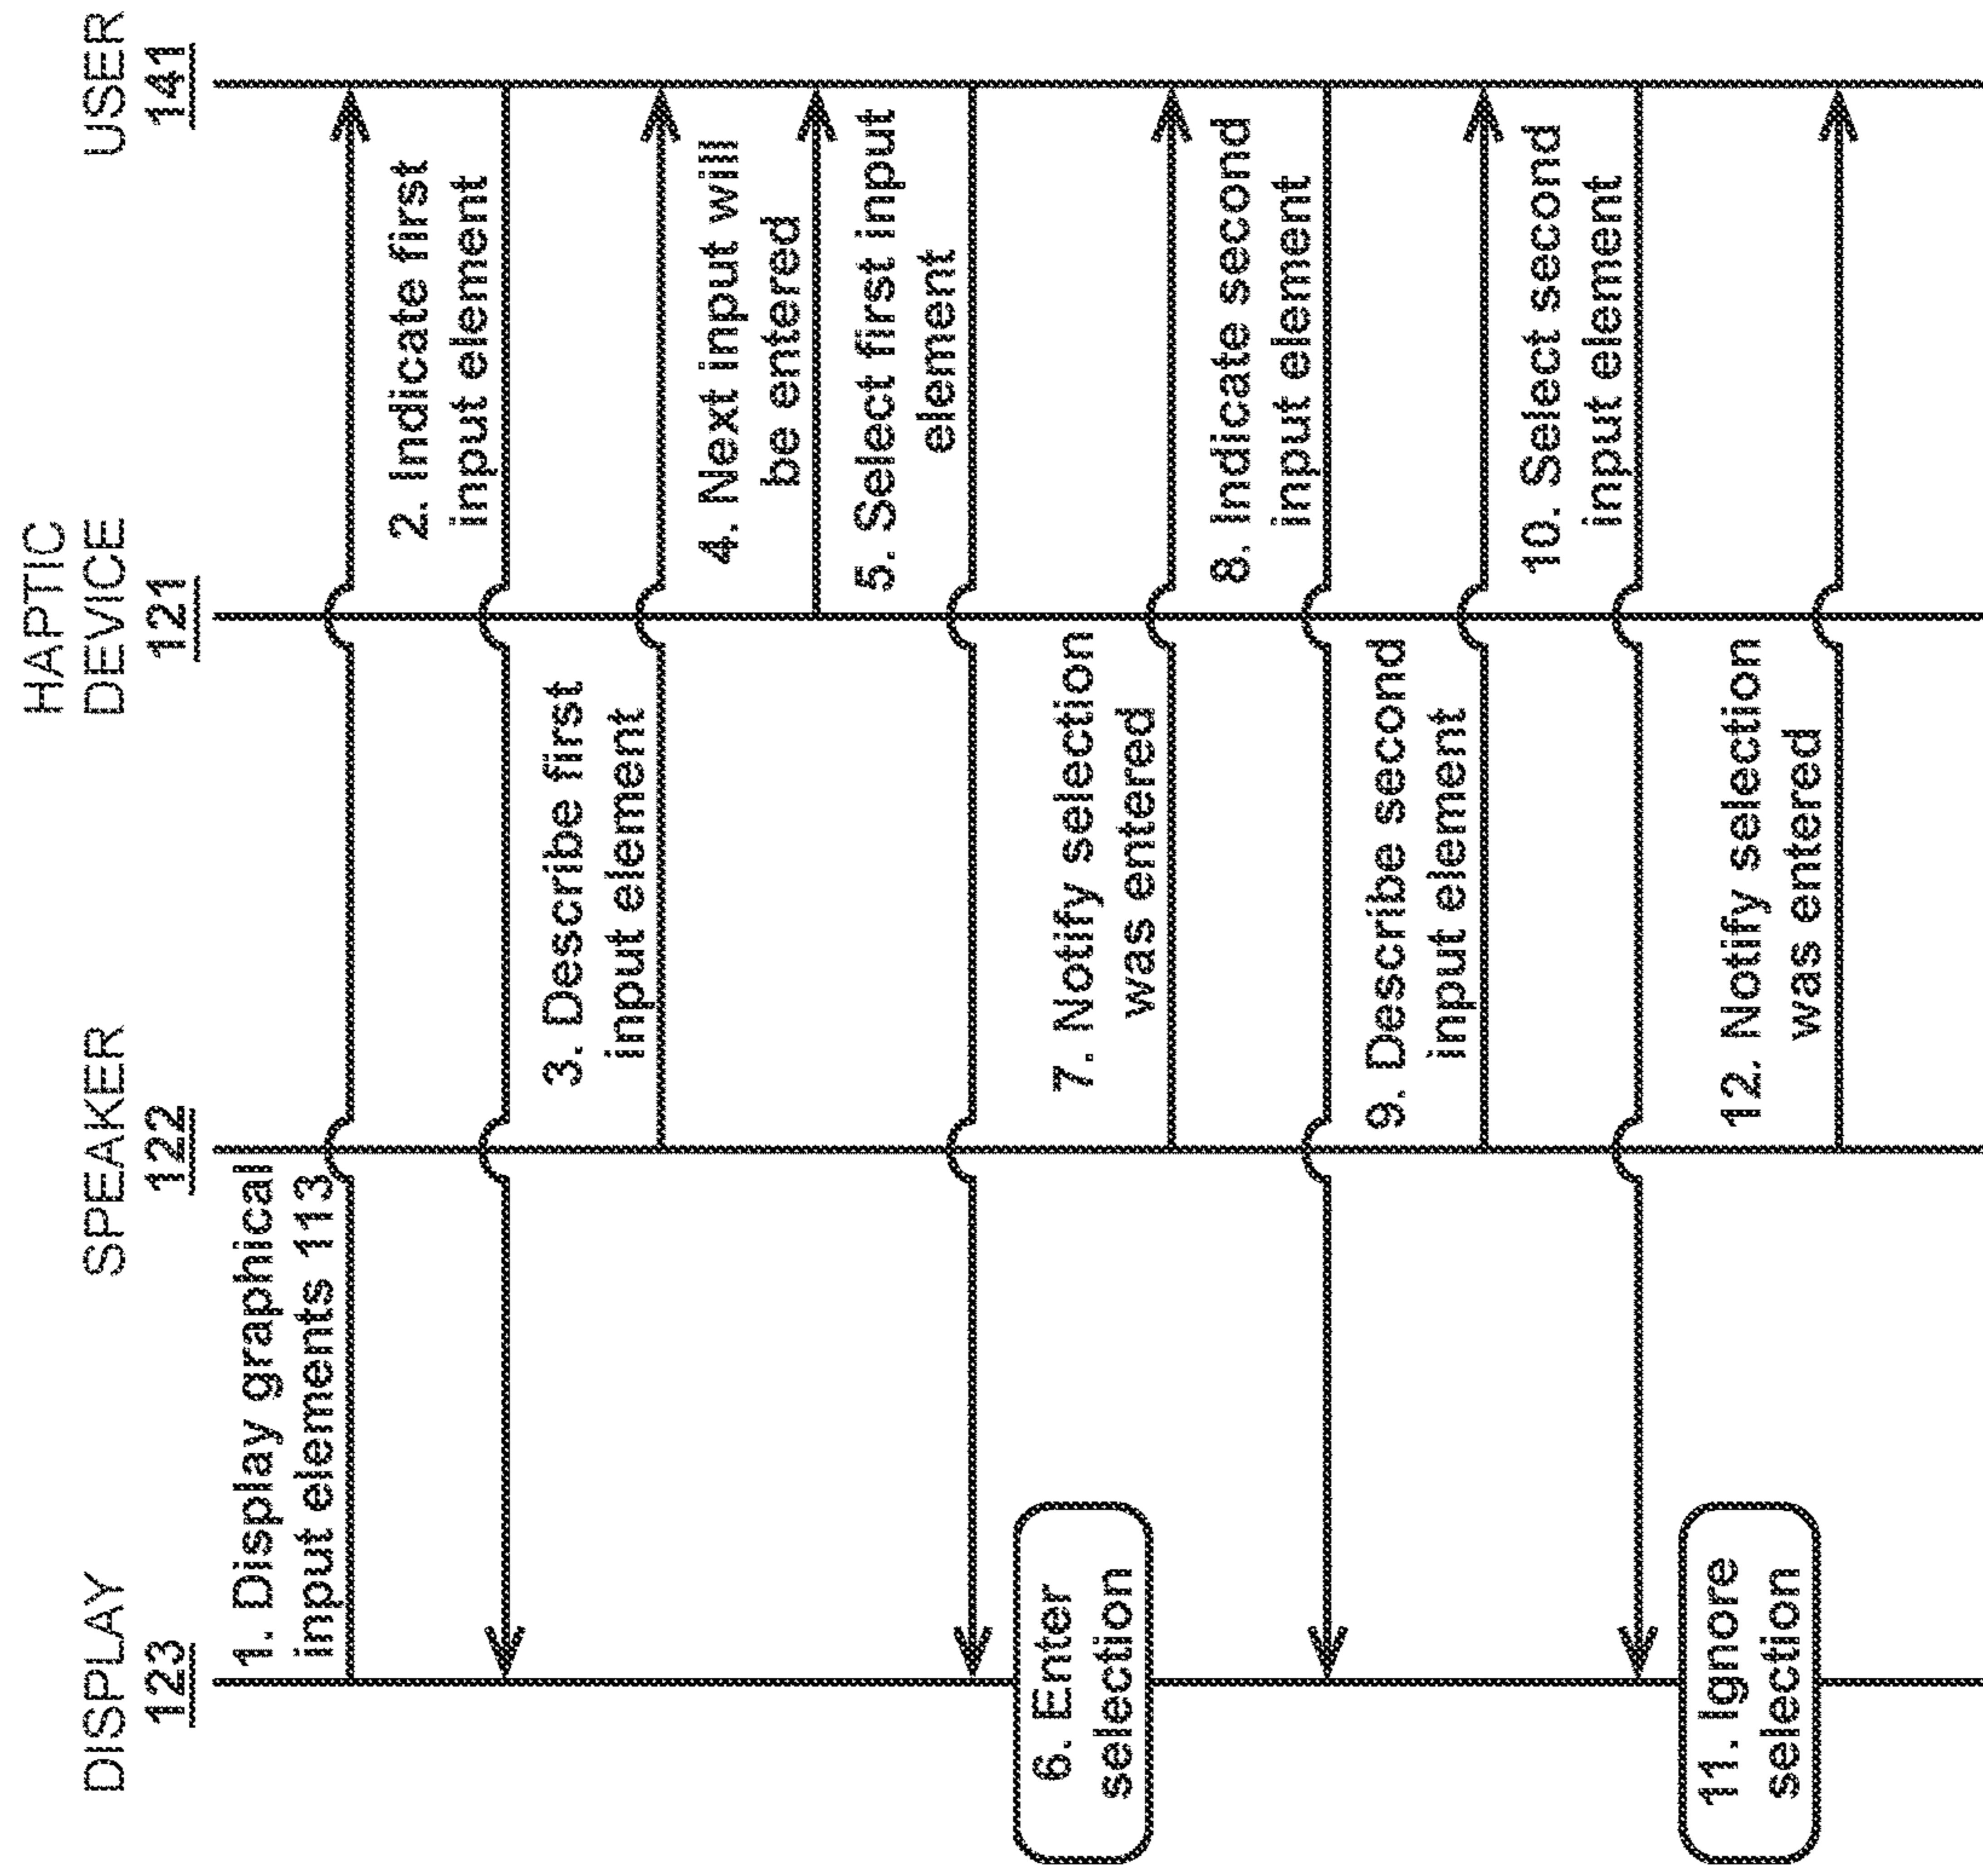 DISPLAY
123
SPEAKER
122
HAPTIC
DEVICE
121
USER
141
1. Display graphical
input elements 113
2. Indicate first
input element
3. Describe first
input element
4. Next input will
be entered
5. Select first input
element
6. Enter
selection
7. Notify selection
was entered
8. Indicate second
input element
9. Describe second
input element
10. Select second
input element
11. Ignore
selection
12. Notify selection
was entered